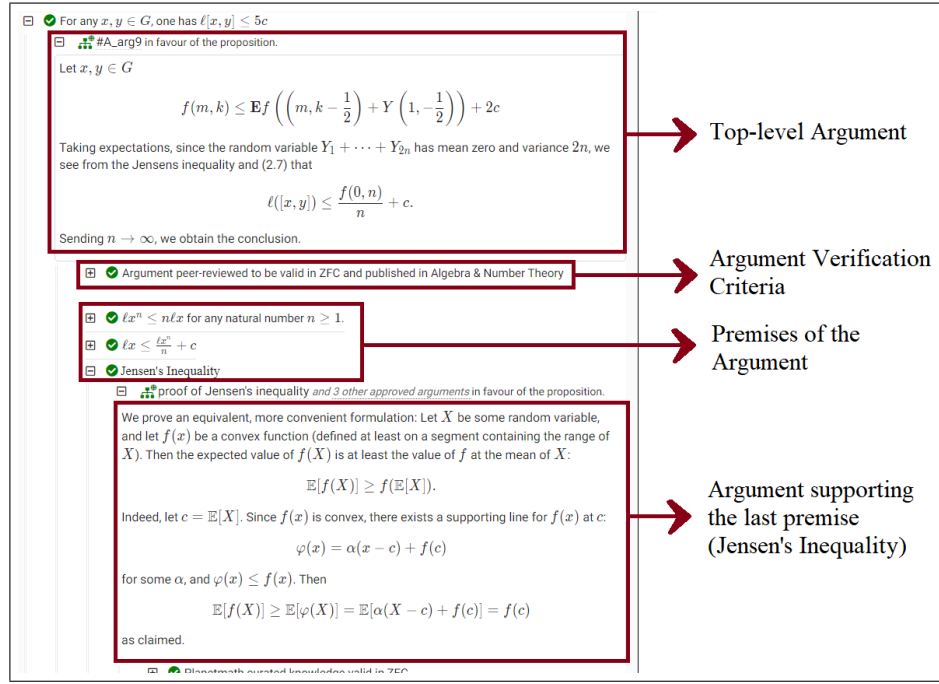 For any x, y ∈ G, one has ℓ[x, y] ≤ 5c
#A_arg9 in favour of the proposition.
Let x, y ∈ G
f(m, k) ≤ Ef((m, k − 1/2) + Y(1, −1/2)) + 2c
Taking expectations, since the random variable Y₁ + ⋯ + Y₂ₙ has mean zero and variance 2n, we
see from the Jensens inequality and (2.7) that
ℓ([x, y]) ≤ f(0, n)/n + c.
Sending n → ∞, we obtain the conclusion.
Top-level Argument
Argument peer-reviewed to be valid in ZFC and published in Algebra & Number Theory
Argument Verification
Criteria
ℓxⁿ ≤ nℓx for any natural number n ≥ 1.
ℓx ≤ ℓxⁿ/n + c
Jensen's Inequality
Premises of the
Argument
proof of Jensen's inequality and 3 other approved arguments in favour of the proposition.
We prove an equivalent, more convenient formulation: Let X be some random variable,
and let f(x) be a convex function (defined at least on a segment containing the range of
X). Then the expected value of f(X) is at least the value of f at the mean of X:
𝔼[f(X)] ≥ f(𝔼[X]).
Indeed, let c = 𝔼[X]. Since f(x) is convex, there exists a supporting line for f(x) at c:
φ(x) = α(x − c) + f(c)
for some α, and φ(x) ≤ f(x). Then
𝔼[f(X)] ≥ 𝔼[φ(X)] = 𝔼[α(X − c) + f(c)] = f(c)
as claimed.
Argument supporting
the last premise
(Jensen's Inequality)
Planetmath curated knowledge valid in ZFC